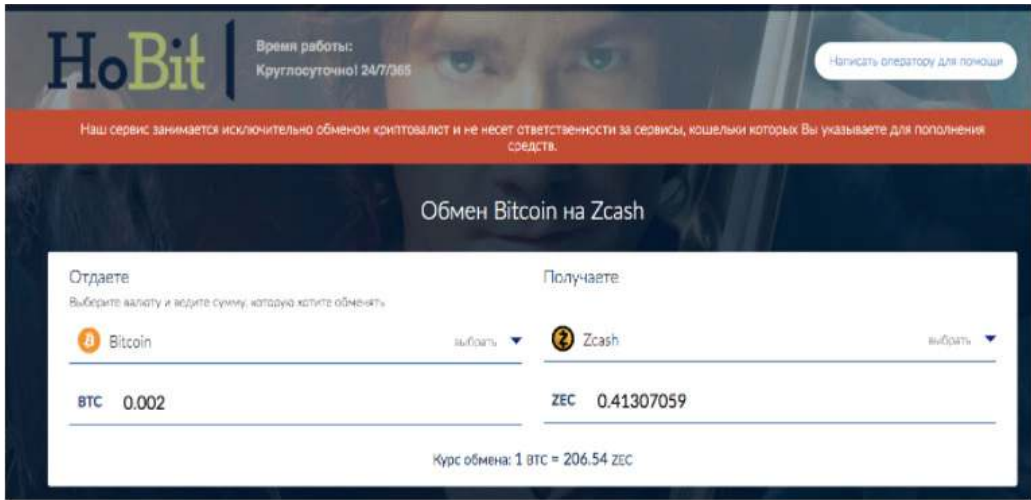 HoBit
Время работы:
Круглосуточно! 24/7/365
Написать оператору для помощи
Наш сервис занимается исключительно обменом криптовалют и не несет ответственности за сервисы, кошельки которых Вы указываете для пополнения
средств.
Обмен Bitcoin на Zcash
Отдаете
Получаете
Выберите валюту и ведите сумму, которую хотите обменять
Bitcoin
выбрать
Zcash
выбрать
BTC 0.002
ZEC 0.41307059
Курс обмена: 1 BTC = 206.54 ZEC